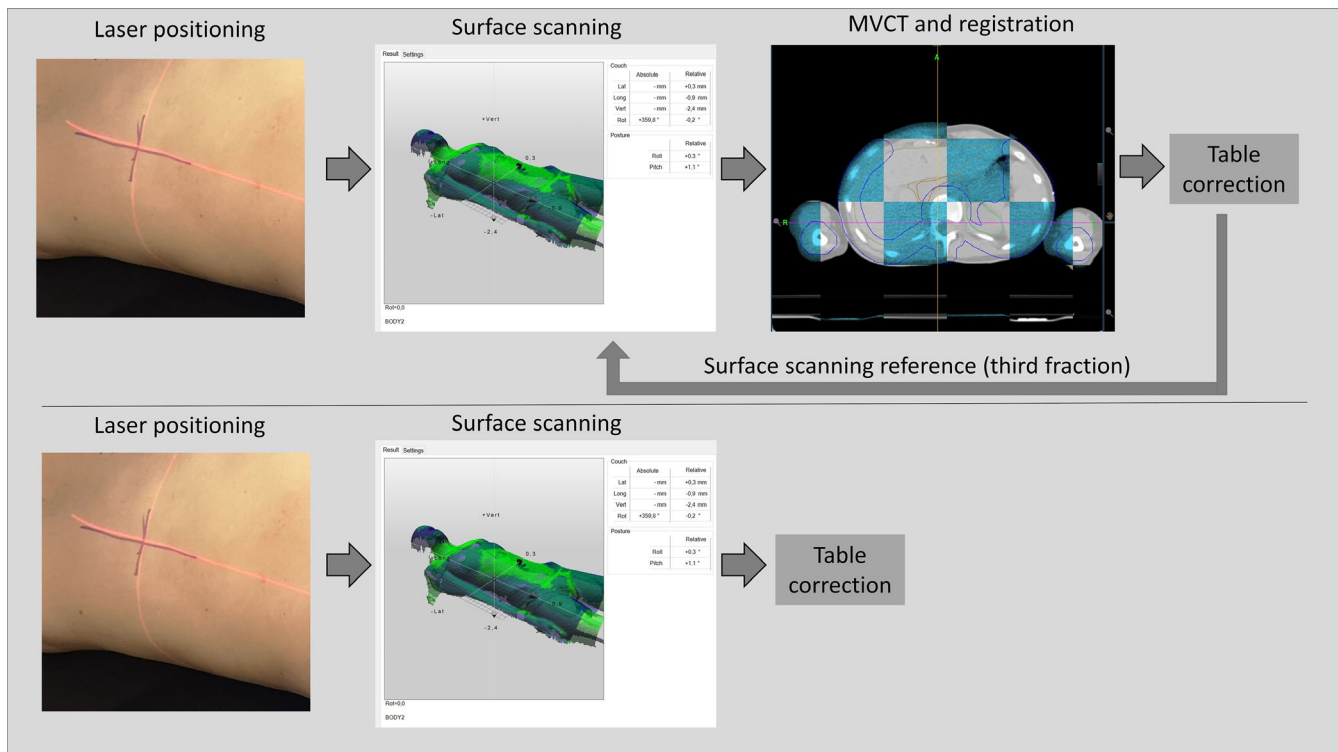 Laser positioning
Surface scanning
MVCT and registration
Result Settings
Couch
Absolute Relative
Lat - mm +0,3 mm
Long - mm -0,9 mm
Vert - mm -2,4 mm
Rot +359,8 ° -0,2 °
Posture
Relative
Roll +0.3 °
Pitch +1.1 °
+Vert
0.3
-Lat
-2,4
Rot=0,0
BODY2
A
R
Table
correction
Surface scanning reference (third fraction)
Laser positioning
Surface scanning
Result Settings
Couch
Absolute Relative
Lat - mm +0,3 mm
Long - mm -0,9 mm
Vert - mm -2,4 mm
Rot +359,8 ° -0,2 °
Posture
Relative
Roll +0.3 °
Pitch +1.1 °
+Vert
0.3
-Lat
-2,4
Rot=0,0
BODY2
Table
correction